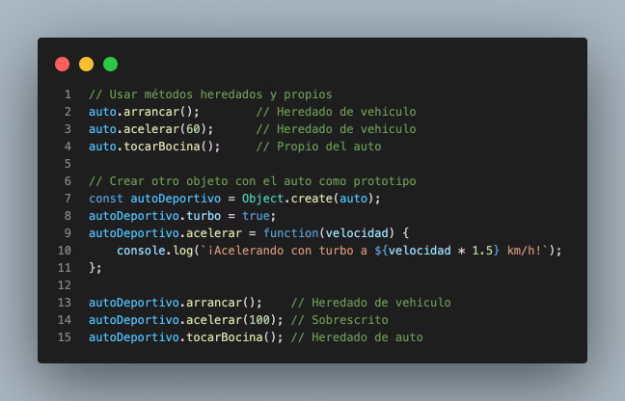 1 // Usar métodos heredados y propios
2 auto.arrancar();        // Heredado de vehiculo
3 auto.acelerar(60);      // Heredado de vehiculo
4 auto.tocarBocina();     // Propio del auto
5
6 // Crear otro objeto con el auto como prototipo
7 const autoDeportivo = Object.create(auto);
8 autoDeportivo.turbo = true;
9 autoDeportivo.acelerar = function(velocidad) {
10     console.log(`¡Acelerando con turbo a ${velocidad * 1.5} km/h!`);
11 };
12
13 autoDeportivo.arrancar();    // Heredado de vehiculo
14 autoDeportivo.acelerar(100); // Sobrescrito
15 autoDeportivo.tocarBocina(); // Heredado de auto